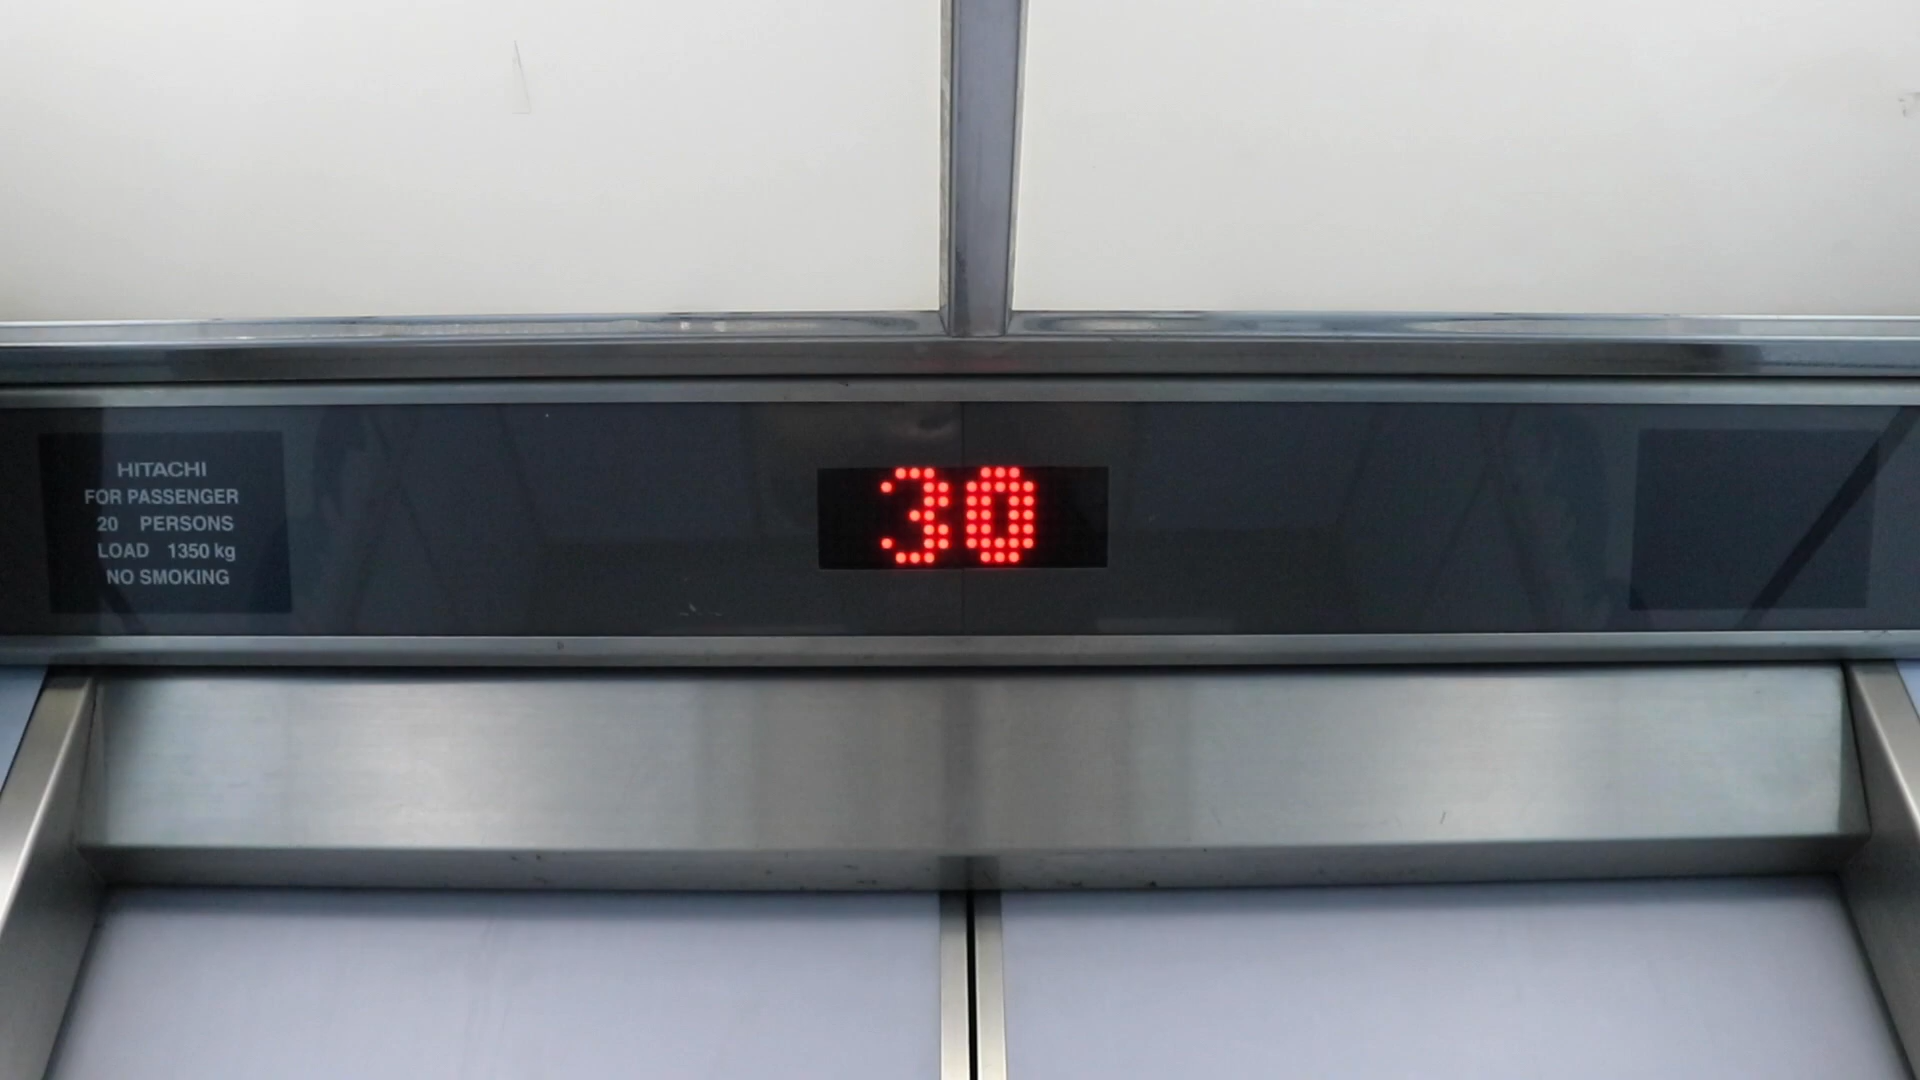 HITACHI
FOR PASSENGER
20 PERSONS
LOAD 1350 kg
NO SMOKING
30